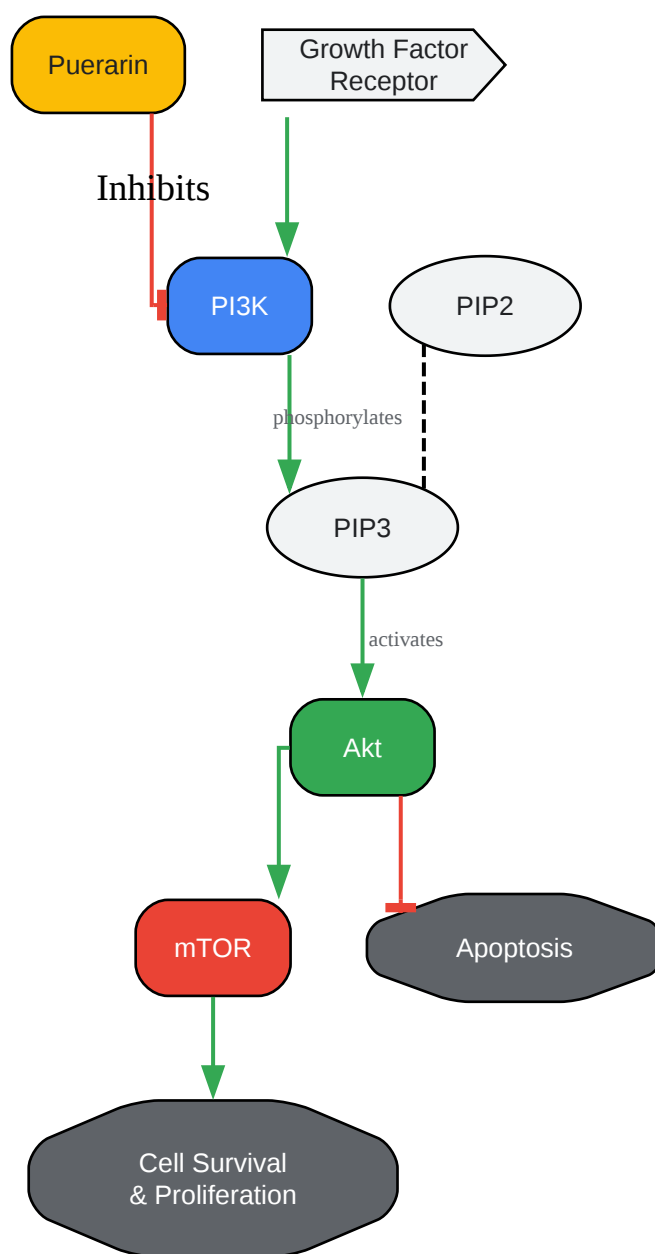 Puerarin
Growth Factor
Receptor
Inhibits
PI3K
PIP2
phosphorylates
PIP3
activates
Akt
mTOR
Apoptosis
Cell Survival
& Proliferation